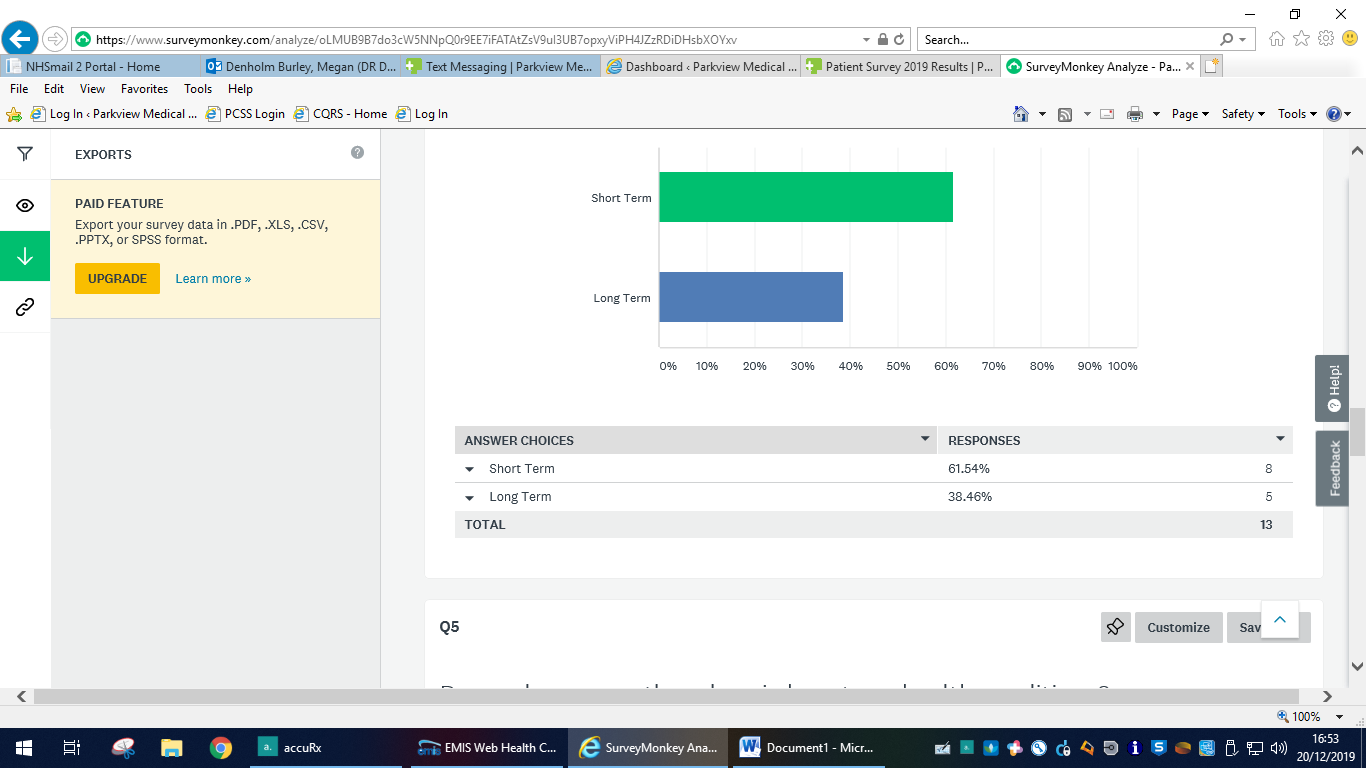 https://www.surveymonkey.com/analyze/oLMUB9B7do3cW5NNpQ0r9EE7iFATAtZsV9ul3UB7opxyViPH4JZzRDiDHsbXOYxv
Search...
NHSmail 2 Portal - Home
Denholm Burley, Megan (DR D...
Text Messaging | Parkview Me...
Dashboard ‹ Parkview Medical ...
Patient Survey 2019 Results | P...
SurveyMonkey Analyze - Pa...
File Edit View Favorites Tools Help
Log In ‹ Parkview Medical ... PCSS Login CQRS - Home Log In
Page Safety Tools
EXPORTS
PAID FEATURE
Export your survey data in .PDF, .XLS, .CSV,
.PPTX, or SPSS format.
UPGRADE Learn more »
Short Term
Long Term
0% 10% 20% 30% 40% 50% 60% 70% 80% 90% 100%
Help!
Feedback
ANSWER CHOICES RESPONSES
Short Term 61.54% 8
Long Term 38.46% 5
TOTAL 13
Q5
Customize
100%
accuRx
EMIS Web Health C...
SurveyMonkey Ana...
Document1 - Micr...
16:53
20/12/2019